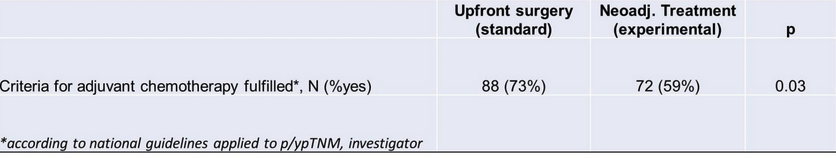 Upfront surgery (standard)
Neoadj. Treatment (experimental)
p
Criteria for adjuvant chemotherapy fulfilled*, N (%yes) 88 (73%) 72 (59%) 0.03
*according to national guidelines applied to p/ypTNM, investigator